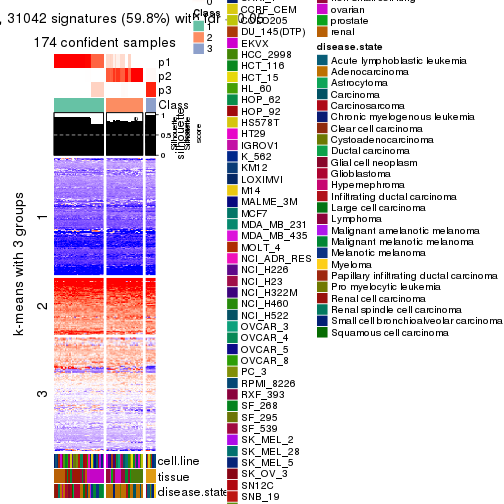 , 31042 signatures (59.8%) with fdr < 0.05
174 confident samples
p1
p2
p3
Class
1
0.5
0
silhouette
score
k-means with 3 groups
1
2
3
cell.line
tissue
disease.state
0
Class
1
2
3
CCRF_CEM
COLO205
DU_145(DTP)
EKVX
HCC_2998
HCT_116
HCT_15
HL_60
HOP_62
HOP_92
HS578T
HT29
IGROV1
K_562
KM12
LOXIMVI
M14
MALME_3M
MCF7
MDA_MB_231
MDA_MB_435
MOLT_4
NCI_ADR_RES
NCI_H226
NCI_H23
NCI_H322M
NCI_H460
NCI_H522
OVCAR_3
OVCAR_4
OVCAR_5
OVCAR_8
PC_3
RPMI_8226
RXF_393
SF_268
SF_295
SF_539
SK_MEL_2
SK_MEL_28
SK_MEL_5
SK_OV_3
SN12C
SNB_19
ovarian
prostate
renal
disease.state
Acute lymphoblastic leukemia
Adenocarcinoma
Astrocytoma
Carcinoma
Carcinosarcoma
Chronic myelogenous leukemia
Clear cell carcinoma
Cystoadenocarcinoma
Ductal carcinoma
Glial cell neoplasm
Glioblastoma
Hypernephroma
Infiltrating ductal carcinoma
Large cell carcinoma
Lymphoma
Malignant amelanotic melanoma
Malignant melanotic melanoma
Melanotic melanoma
Myeloma
Papillary infiltrating ductal carcinoma
Pro myelocytic leukemia
Renal cell carcinoma
Renal spindle cell carcinoma
Small cell bronchioalveolar carcinoma
Squamous cell carcinoma